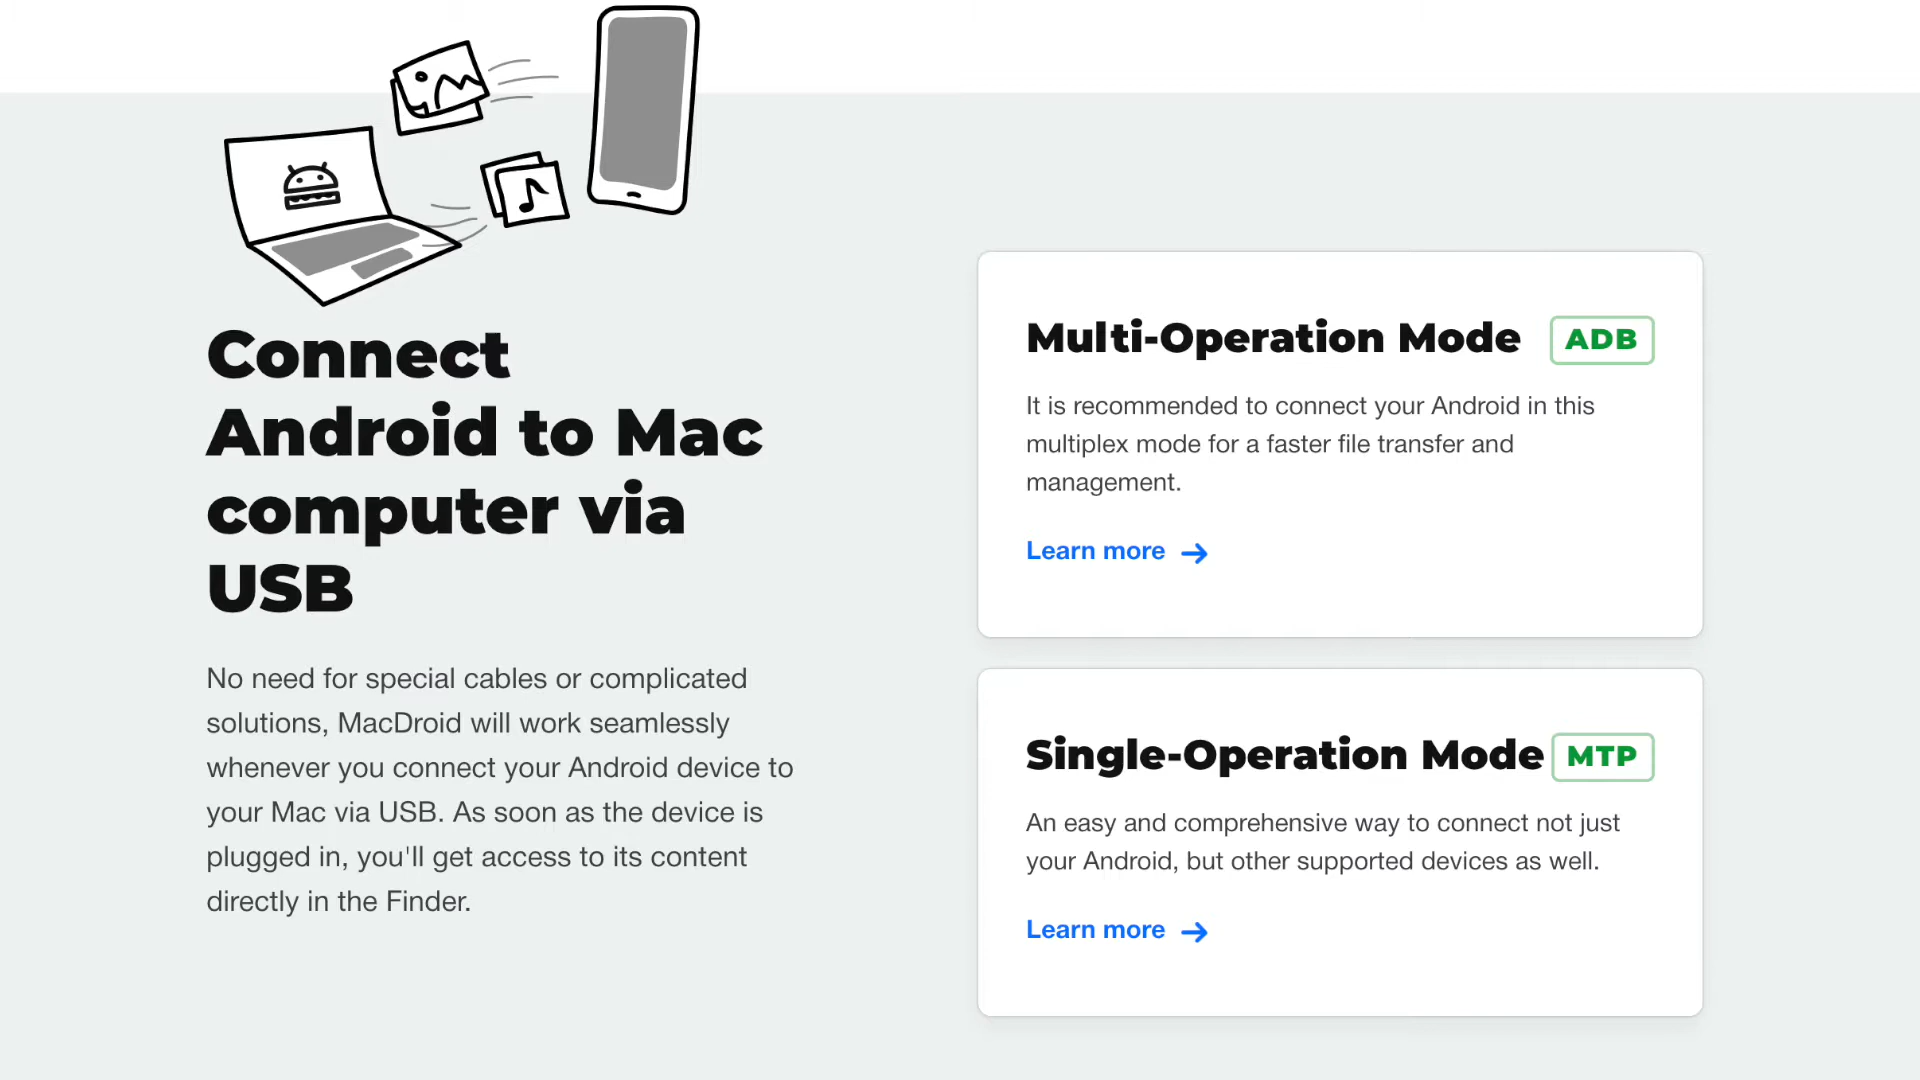 Connect
Android to Mac
computer via
USB
No need for special cables or complicated
solutions, MacDroid will work seamlessly
whenever you connect your Android device to
your Mac via USB. As soon as the device is
plugged in, you'll get access to its content
directly in the Finder.
Multi-Operation Mode ADB
It is recommended to connect your Android in this
multiplex mode for a faster file transfer and
management.
Learn more
Single-Operation Mode MTP
An easy and comprehensive way to connect not just
your Android, but other supported devices as well.
Learn more